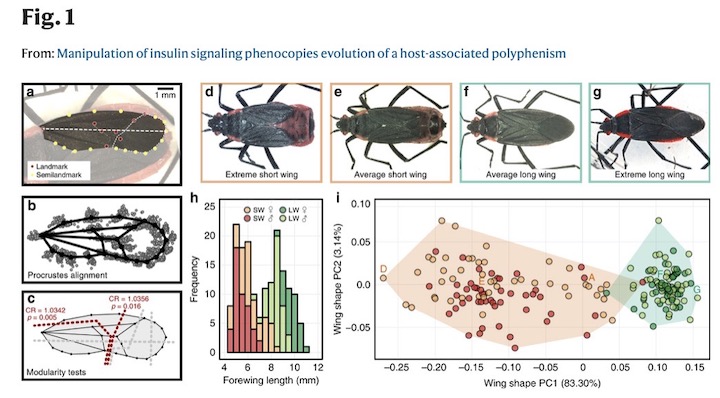 Fig. 1
From: Manipulation of insulin signaling phenocopies evolution of a host-associated polyphenism
a
1 mm
Landmark
Semilandmark
b
Procrustes alignment
c
CR = 1.0342
p = 0.005
CR = 1.0356
p = 0.016
Modularity tests
d
Extreme short wing
e
Average short wing
f
Average long wing
g
Extreme long wing
h
SW ♀ LW ♀
SW ♂ LW ♂
Frequency
25
20
15
10
5
0
4 6 8 10 12
Forewing length (mm)
i
Wing shape PC2 (3.14%)
0.10
0.05
0.0
−0.05
D
A
G
−0.25 −0.20 −0.15 −0.10 −0.05 0 0.05 0.10 0.15
Wing shape PC1 (83.30%)